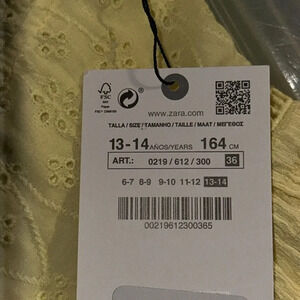 FSC
www.zara.com
TALLA / SIZE / TAMANHO / TAILLE / MAAT / ΜΕΓΕΘΟΣ
13-14 AÑOS/YEARS 164 CM
ART.: 0219 / 612 / 300 36
6-7 8-9 9-10 11-12 13-14
00219612300365